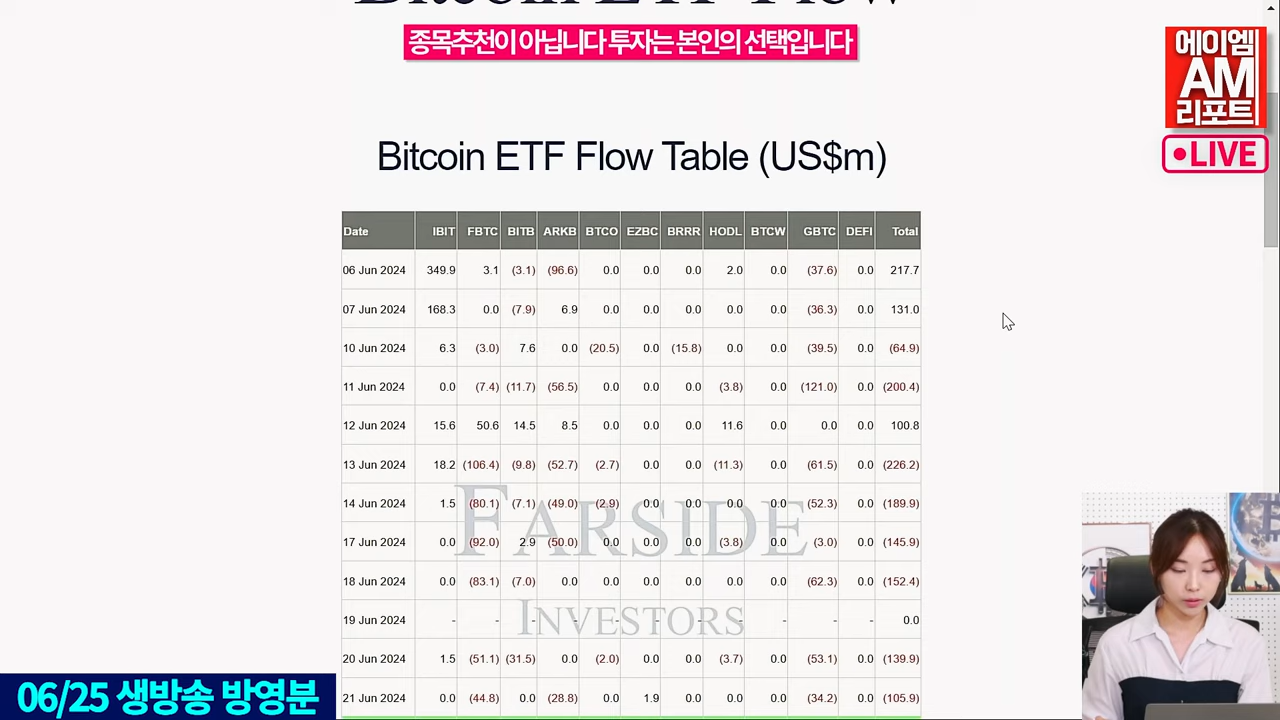 종목추천이 아닙니다 투자는 본인의 선택입니다
에이엠
AM
리포트
LIVE
Bitcoin ETF Flow Table (US$m)
Date IBIT FBTC BITB ARKB BTCO EZBC BRRR HODL BTCW GBTC DEFI Total
06 Jun 2024 349.9 3.1 (3.1) (96.6) 0.0 0.0 0.0 2.0 0.0 (37.6) 0.0 217.7
07 Jun 2024 168.3 0.0 (7.9) 6.9 0.0 0.0 0.0 0.0 0.0 (36.3) 0.0 131.0
10 Jun 2024 6.3 (3.0) 7.6 0.0 (20.5) 0.0 (15.8) 0.0 0.0 (39.5) 0.0 (64.9)
11 Jun 2024 0.0 (7.4) (11.7) (56.5) 0.0 0.0 0.0 (3.8) 0.0 (121.0) 0.0 (200.4)
12 Jun 2024 15.6 50.6 14.5 8.5 0.0 0.0 0.0 11.6 0.0 0.0 0.0 100.8
13 Jun 2024 18.2 (106.4) (9.8) (52.7) (2.7) 0.0 0.0 (11.3) 0.0 (61.5) 0.0 (226.2)
14 Jun 2024 1.5 (80.1) (7.1) (49.0) (2.9) 0.0 0.0 0.0 0.0 (52.3) 0.0 (189.9)
17 Jun 2024 0.0 (92.0) 2.9 (50.0) 0.0 0.0 0.0 (3.8) 0.0 (3.0) 0.0 (145.9)
FARSIDE
18 Jun 2024 0.0 (83.1) (7.0) 0.0 0.0 0.0 0.0 0.0 0.0 (62.3) 0.0 (152.4)
19 Jun 2024 - - - - - - - - - - - 0.0
INVESTORS
20 Jun 2024 1.5 (51.1) (31.5) 0.0 (2.0) 0.0 0.0 (3.7) 0.0 (53.1) 0.0 (139.9)
21 Jun 2024 0.0 (44.8) 0.0 (28.8) 0.0 1.9 0.0 0.0 0.0 (34.2) 0.0 (105.9)
06/25 생방송 방영분